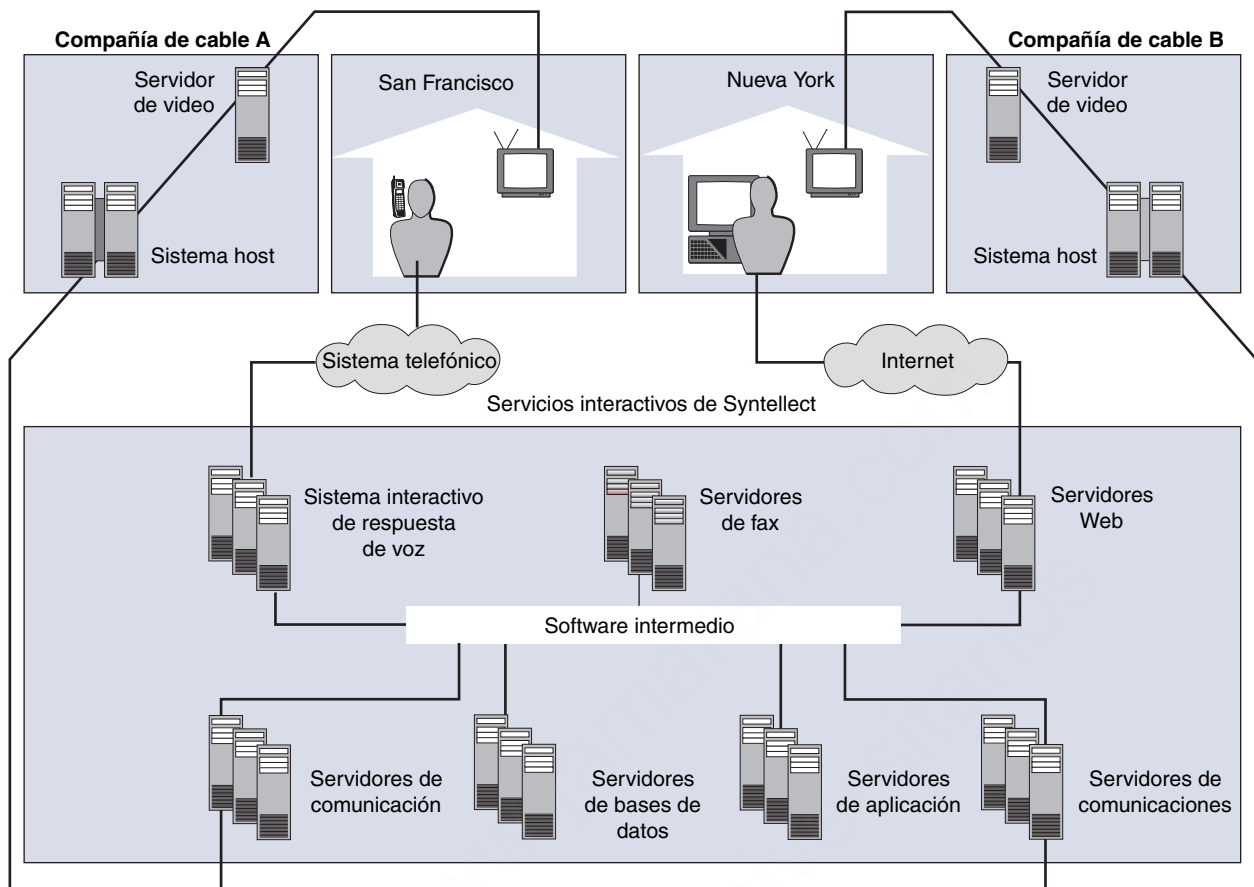 Compañía de cable A
Compañía de cable B
Servidor
de video
San Francisco
Nueva York
Servidor
de video
Sistema host
Sistema host
Sistema telefónico
Internet
Servicios interactivos de Syntellect
Sistema interactivo
de respuesta
de voz
Servidores
de fax
Servidores
Web
Software intermedio
Servidores de
comunicación
Servidores
de bases de
datos
Servidores
de aplicación
Servidores de
comunicaciones